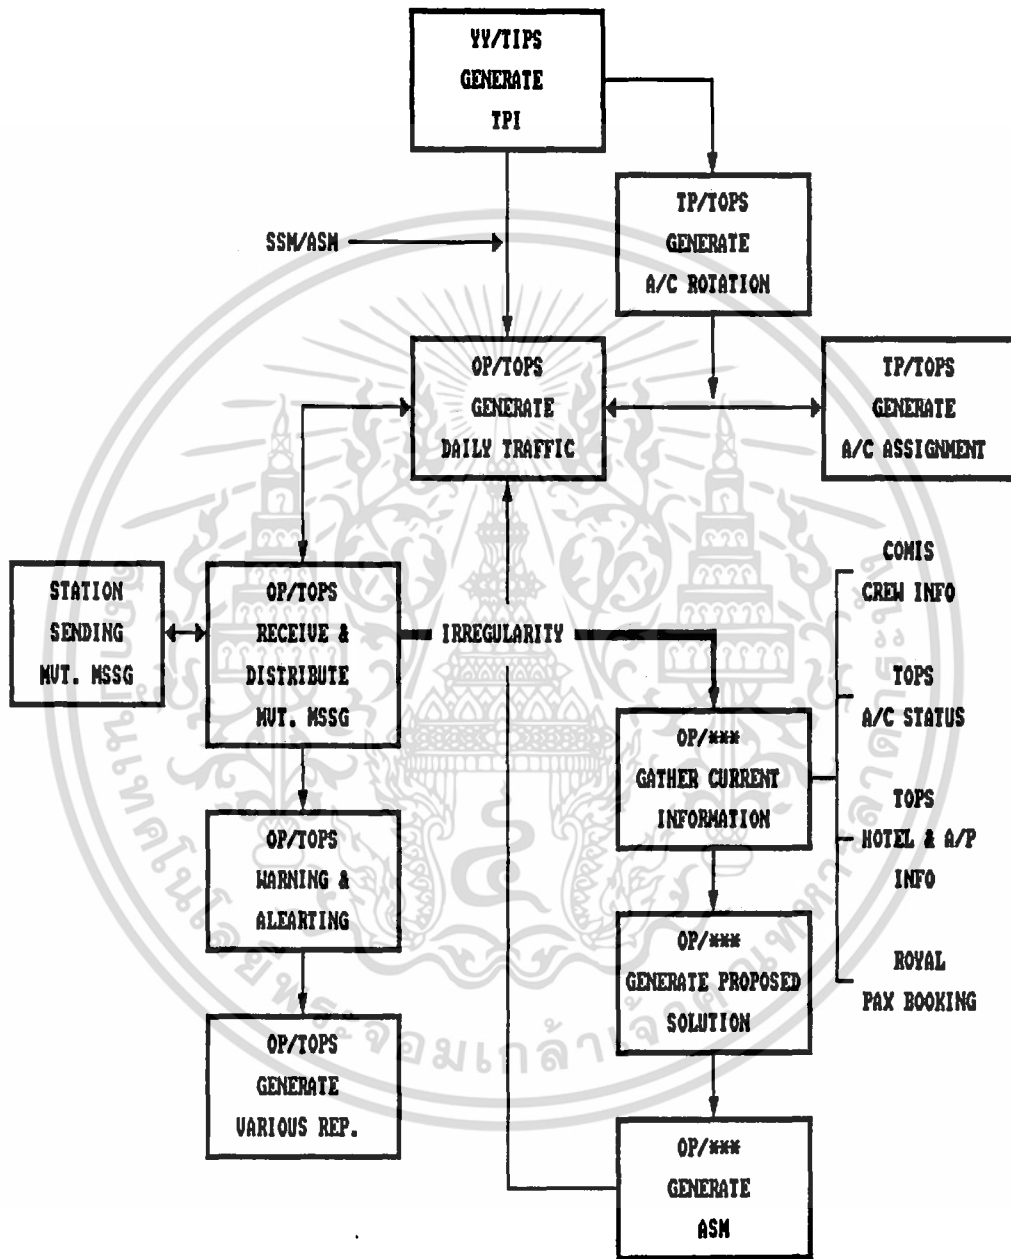 YY/TIPS
GENERATE
TPI
TP/TOPS
GENERATE
A/C ROTATION
SSM/ASM
OP/TOPS
GENERATE
DAILY TRAFFIC
TP/TOPS
GENERATE
A/C ASSIGNMENT
STATION
SENDING
MVT. MSSG
OP/TOPS
RECEIVE &
DISTRIBUTE
MVT. MSSG
IRREGULARITY
COMIS
CREW INFO
TOPS
A/C STATUS
TOPS
HOTEL & A/P
INFO
ROYAL
PAX BOOKING
OP/***
GATHER CURRENT
INFORMATION
OP/TOPS
WARNING &
ALEARTING
OP/***
GENERATE PROPOSED
SOLUTION
OP/TOPS
GENERATE
VARIOUS REP.
OP/***
GENERATE
ASM